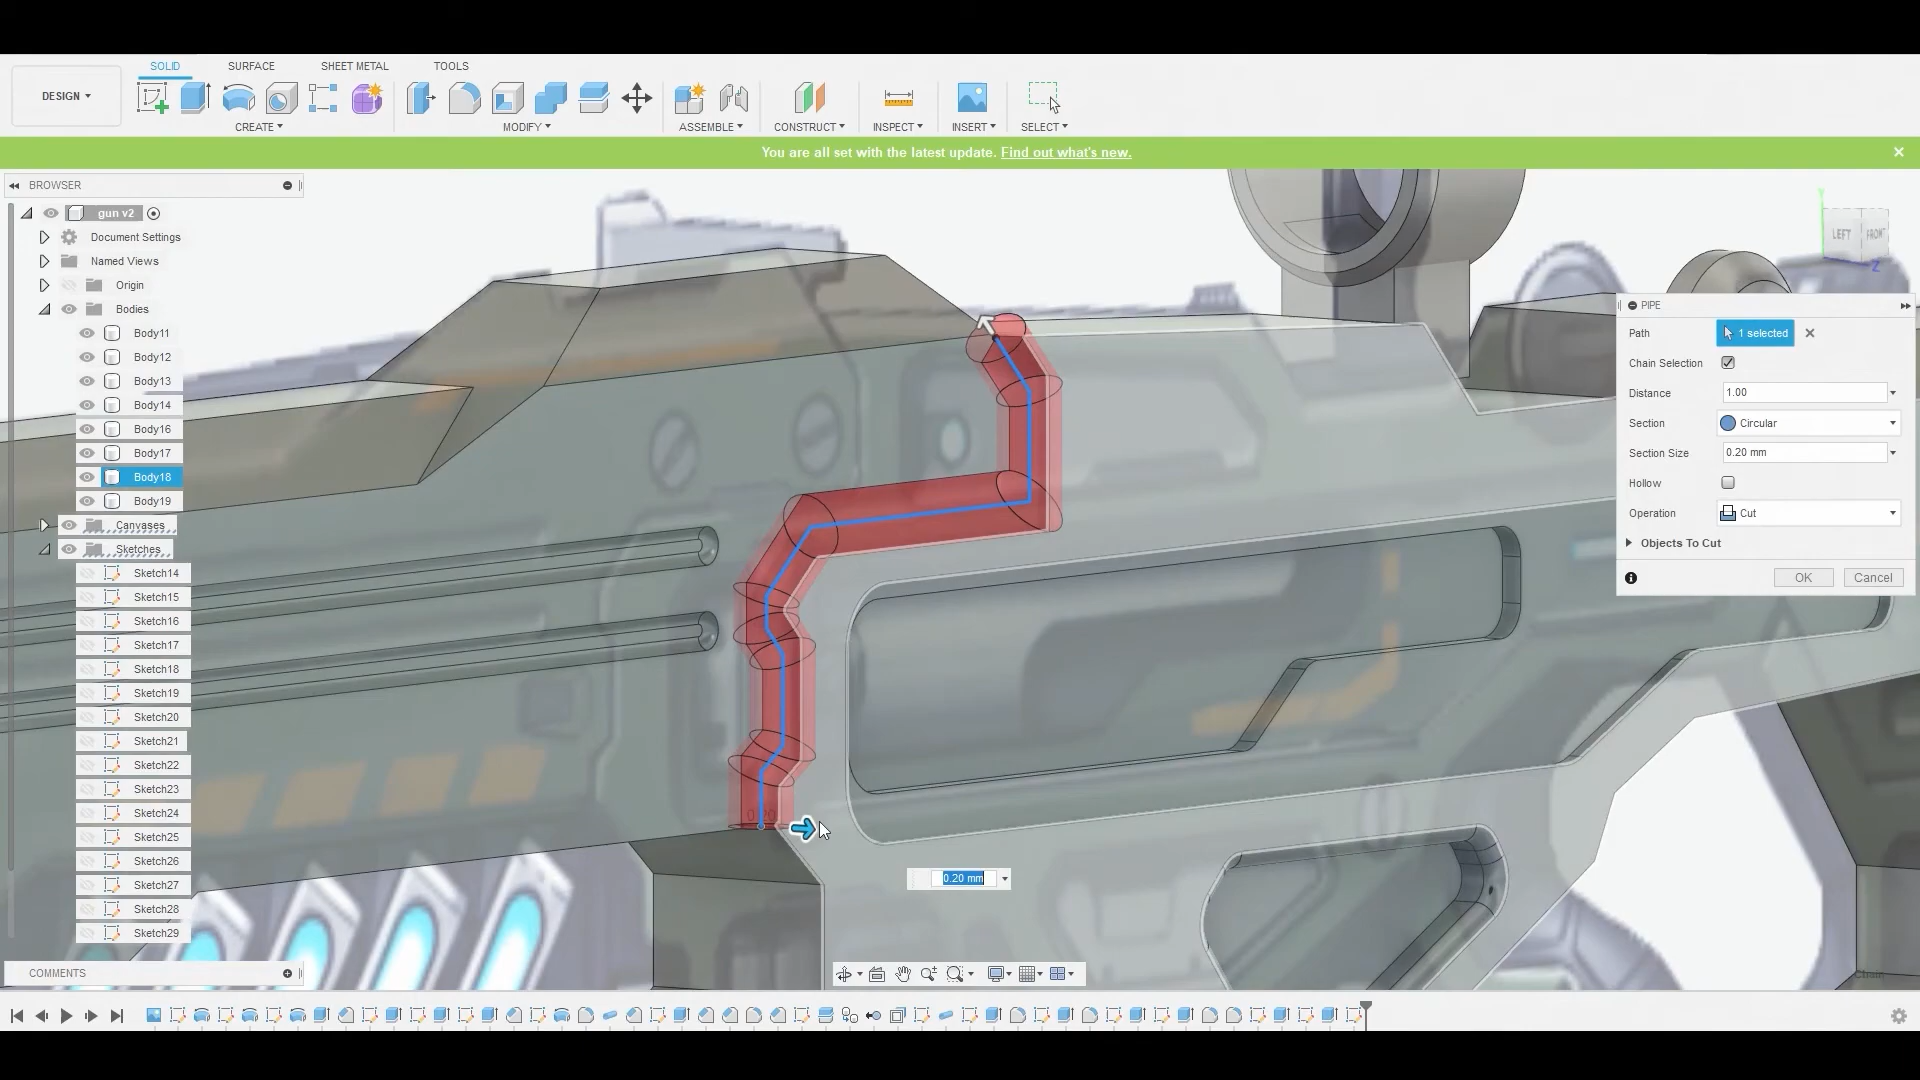 SOLID
SURFACE
SHEET METAL
TOOLS
DESIGN
CREATE
MODIFY
ASSEMBLE
CONSTRUCT
INSPECT
INSERT
SELECT
You are all set with the latest update. Find out what's new.
BROWSER
gun v2
Document Settings
Named Views
Origin
Bodies
Body11
Body12
Body13
Body14
Body16
Body17
Body18
Body19
Canvases
Sketches
Sketch14
Sketch15
Sketch16
Sketch17
Sketch18
Sketch19
Sketch20
Sketch21
Sketch22
Sketch23
Sketch24
Sketch25
Sketch26
Sketch27
Sketch28
Sketch29
COMMENTS
LEFT
FRONT
Z
PIPE
Path
1 selected
Chain Selection
Distance
1.00
Section
Circular
Section Size
0.20 mm
Hollow
Operation
Cut
Objects To Cut
OK
Cancel
0.20
0.20 mm